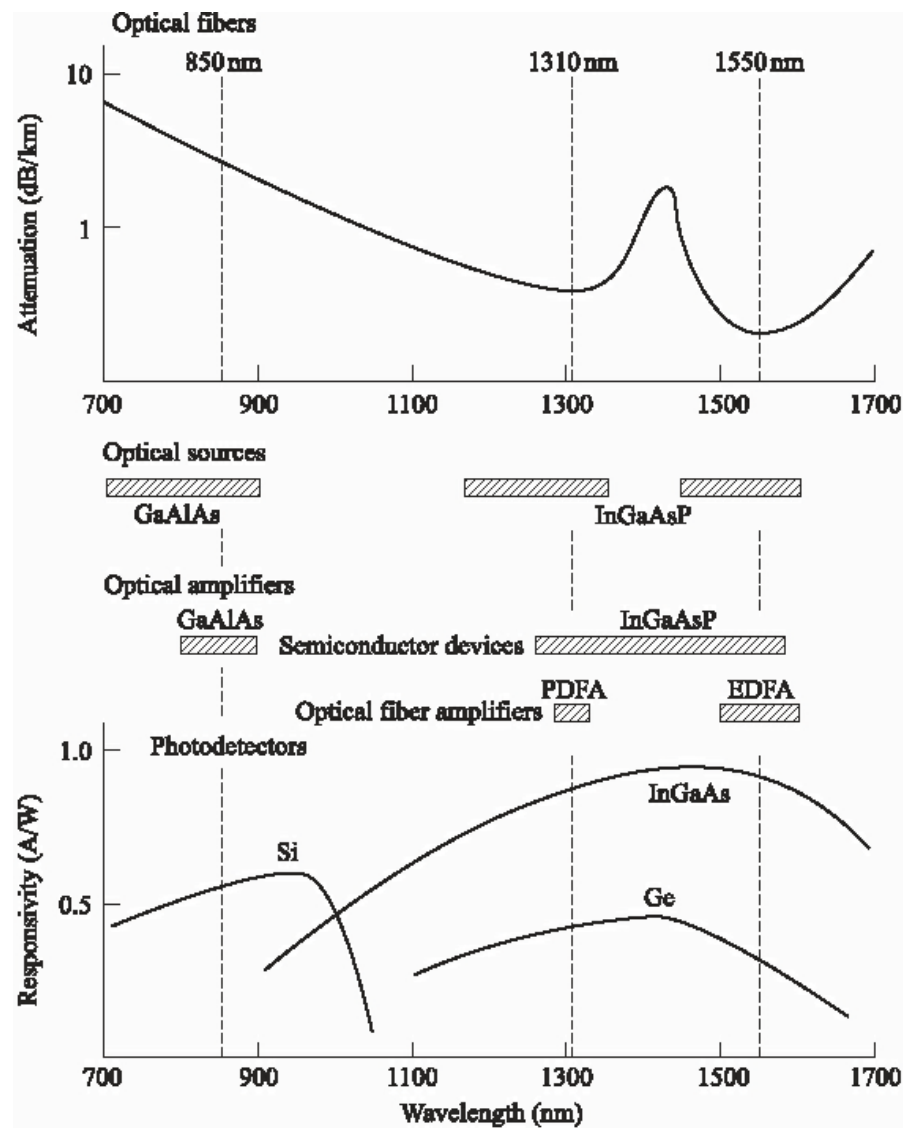 Optical fibers
850 nm 1310 nm 1550 nm
10
1
Attenuation (dB/km)
700 900 1100 1300 1500 1700
Optical sources
GaAlAs InGaAsP
Optical amplifiers
GaAlAs InGaAsP
Semiconductor devices
PDFA EDFA
Optical fiber amplifiers
Photodetectors
1.0
InGaAs
Si
Ge
0.5
Responsivity (A/W)
700 900 1100 1300 1500 1700
Wavelength (nm)